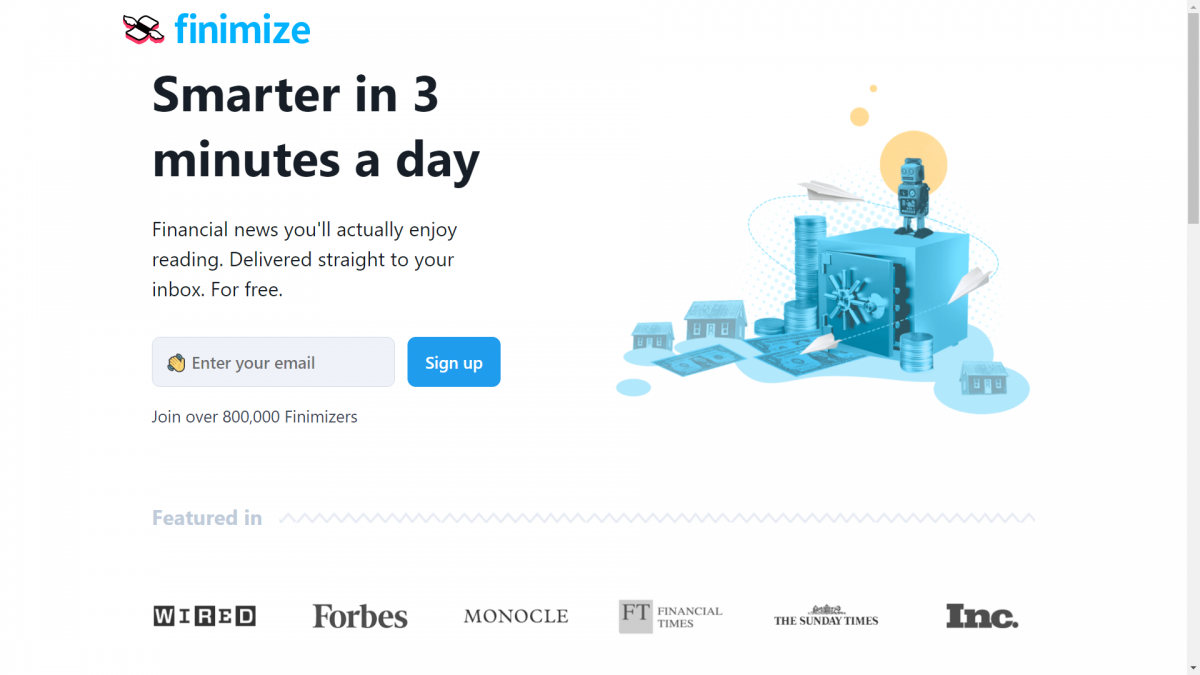 finimize
Smarter in 3
minutes a day
Financial news you'll actually enjoy
reading. Delivered straight to your
inbox. For free.
Enter your email
Sign up
Join over 800,000 Finimizers
Featured in
WIRED
Forbes
MONOCLE
FT FINANCIAL
TIMES
THE SUNDAY TIMES
Inc.